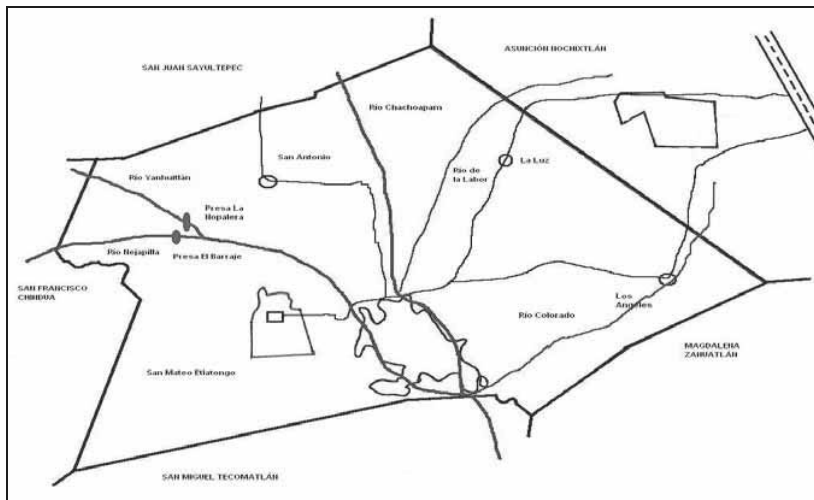 ASUNCIÓN NOCHIXTLÁN
SAN JUAN SAYULTEPEC
Río Chachoapam
San Antonio
Río de
la Labor
La Luz
Río Yanhuitlán
Presa La
Nopalera
Río Nejapilla
Presa El Barraje
SAN FRANCISCO
CHINDUA
Los
Angeles
Río Colorado
MAGDALENA
ZAHUATLÁN
San Mateo Etlatongo
SAN MIGUEL TECOMATLÁN